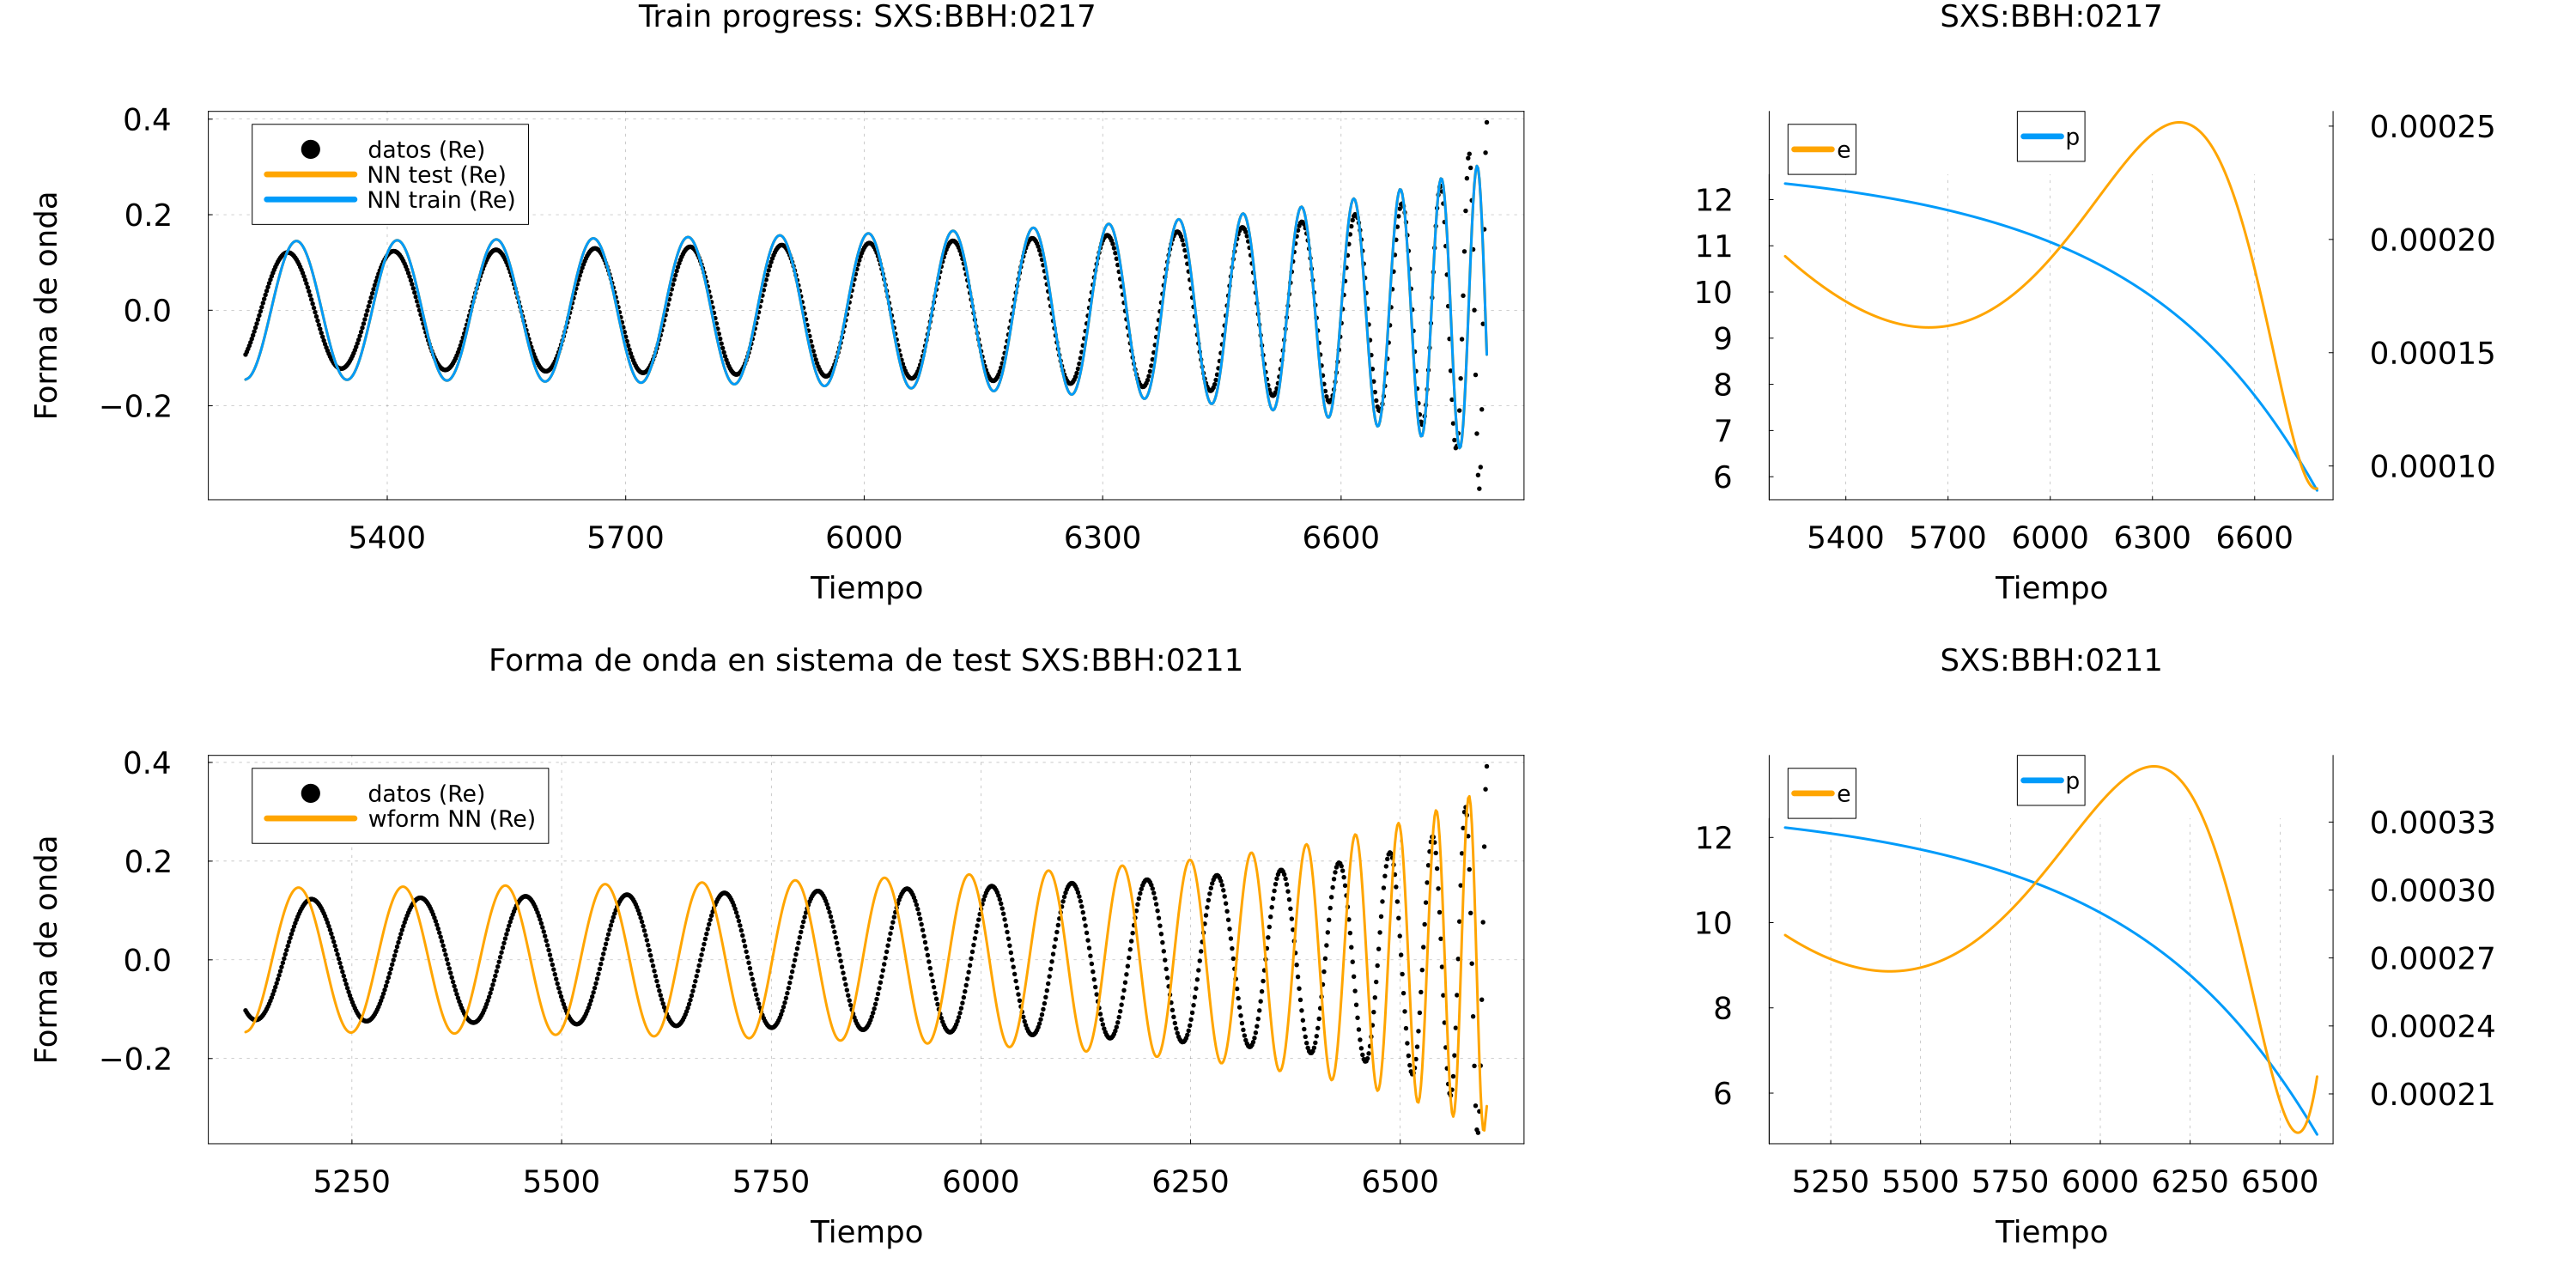 Train progress: SXS:BBH:0217
Forma de onda
0.4
0.2
0.0
−0.2
datos (Re)
NN test (Re)
NN train (Re)
5400 5700 6000 6300 6600
Tiempo
SXS:BBH:0217
12
11
10
9
8
7
6
e
p
0.00025
0.00020
0.00015
0.00010
5400 5700 6000 6300 6600
Tiempo
Forma de onda en sistema de test SXS:BBH:0211
Forma de onda
0.4
0.2
0.0
−0.2
datos (Re)
wform NN (Re)
5250 5500 5750 6000 6250 6500
Tiempo
SXS:BBH:0211
12
10
8
6
e
p
0.00033
0.00030
0.00027
0.00024
0.00021
5250 5500 5750 6000 6250 6500
Tiempo